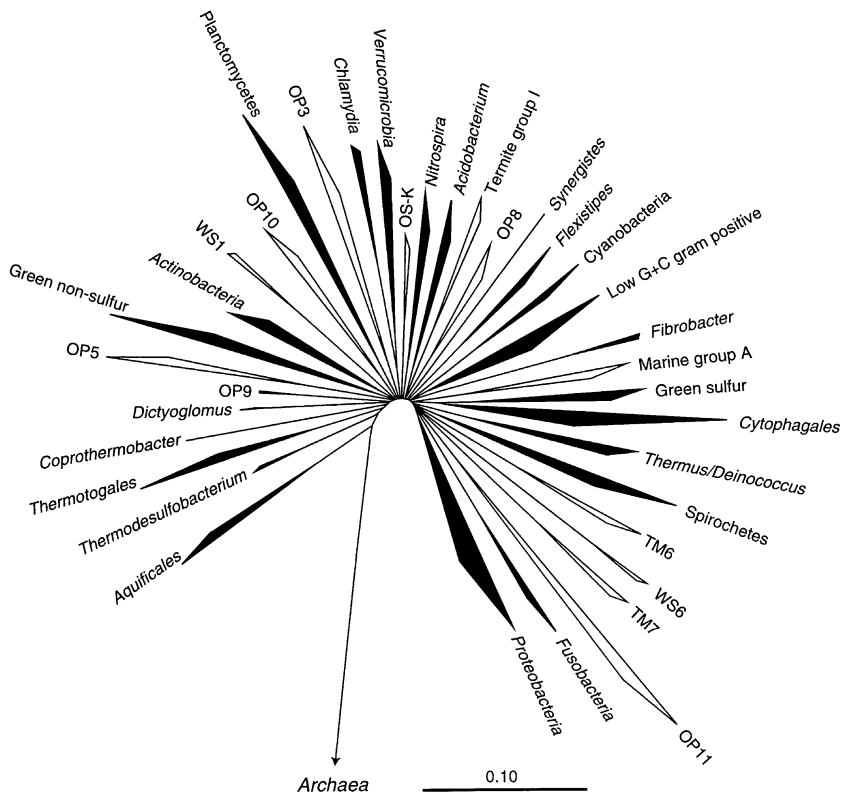 Planctomycetes
OP3
Chlamydia
Verrucomicrobia
OS-K
Nitrospira
Acidobacterium
Termite group I
OP8
Synergistes
Flexistipes
Cyanobacteria
Low G+C gram positive
Fibrobacter
Marine group A
Green sulfur
Cytophagales
Thermus/Deinococcus
Spirochetes
TM6
WS6
TM7
OP11
Fusobacteria
Proteobacteria
Archaea
Aquificales
Thermodesulfobacterium
Thermotogales
Coprothermobacter
Dictyoglomus
OP9
OP5
Green non-sulfur
Actinobacteria
WS1
OP10
0.10